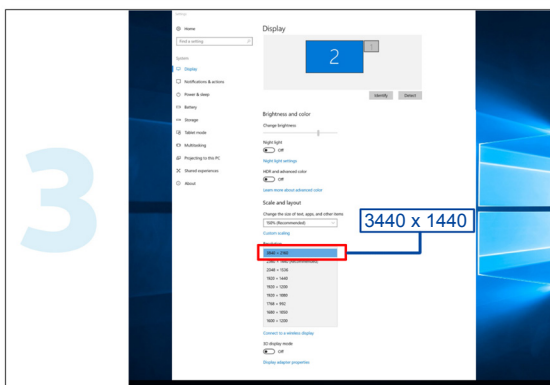 Settings
Home
Display
Find a setting
System
Display
Notifications & actions
Power & sleep
Battery
Storage
Tablet mode
Multitasking
Projecting to this PC
Shared experiences
About
2
1
Identify
Detect
Brightness and color
Change brightness
Night light
Off
Night light settings
HDR and advanced color
Off
Learn more about advanced color
Scale and layout
Change the size of text, apps, and other items
100% (Recommended)
Custom scaling
3440 x 1440
2048 × 1536
1920 × 1440
1920 × 1200
1920 × 1080
1768 × 992
1680 × 1050
1600 × 1200
Connect to a wireless display
3D display mode
Off
Display adapter properties
3